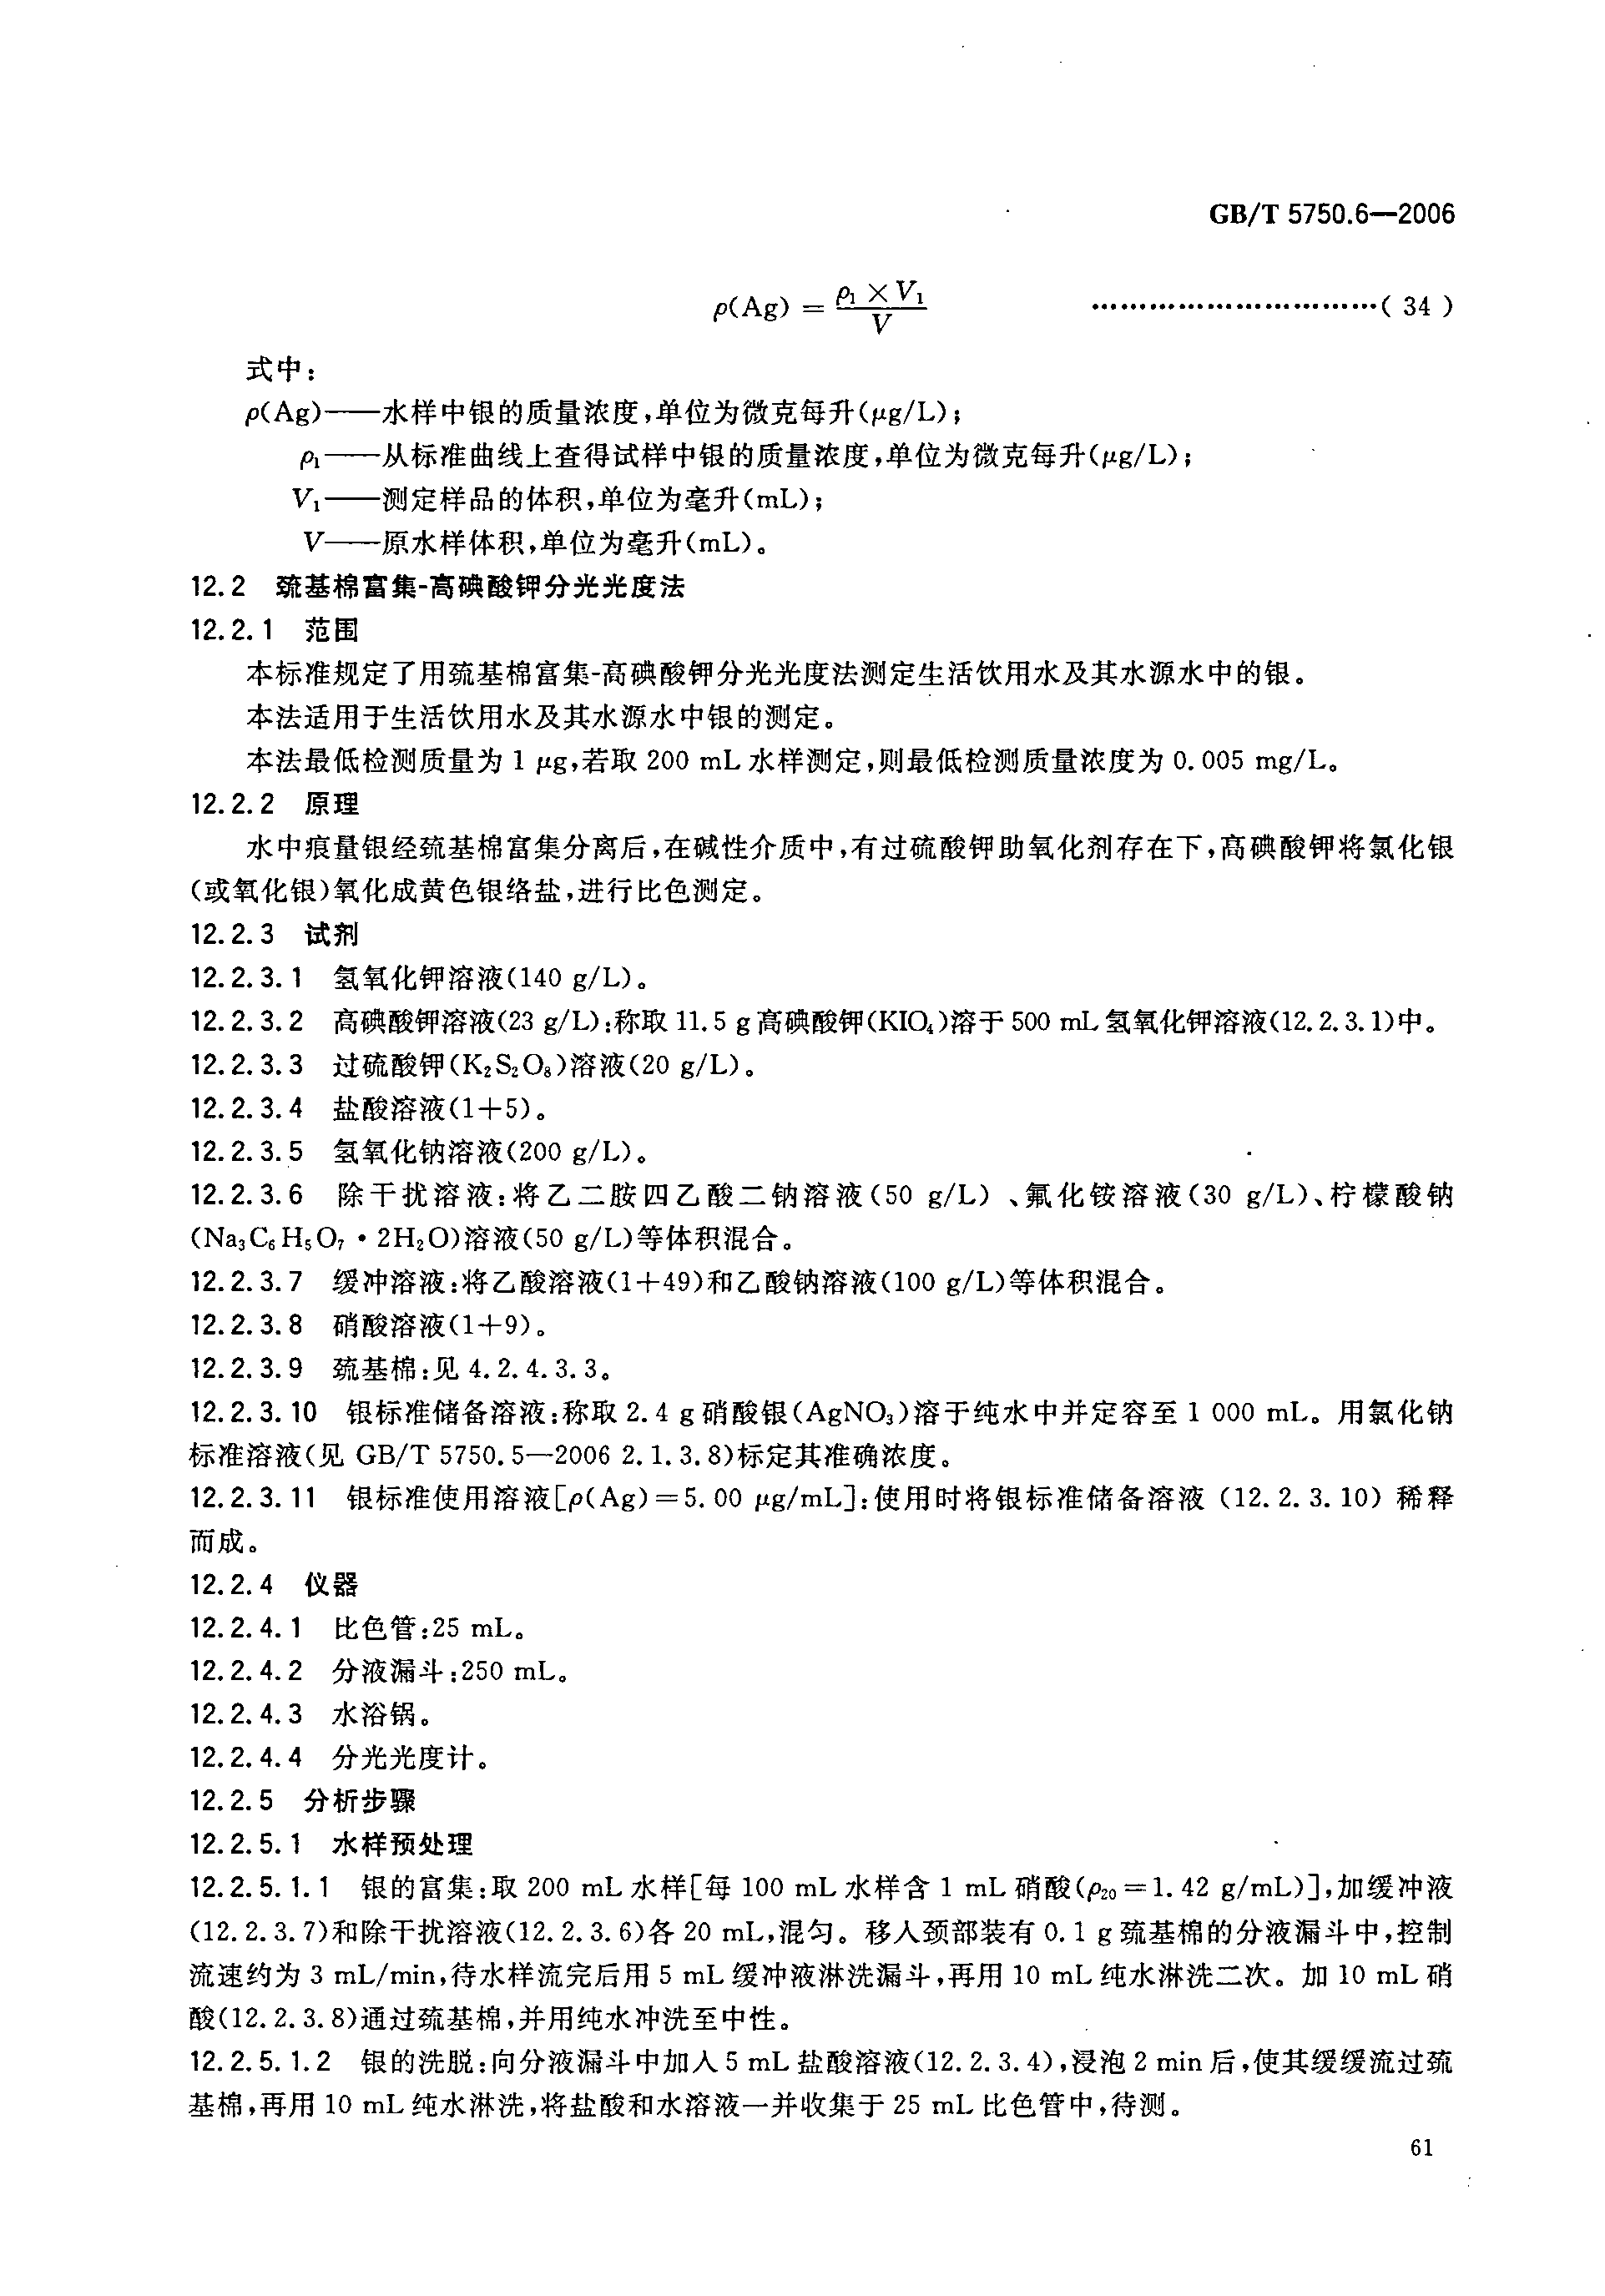 GB/T 5750.6—2006
ρ(Ag) = ρ₁ × V₁ / V ……………………………( 34 )
式中：
ρ(Ag)——水样中银的质量浓度,单位为微克每升(μg/L)；
ρ₁——从标准曲线上查得试样中银的质量浓度,单位为微克每升(μg/L)；
V₁——测定样品的体积,单位为毫升(mL)；
V——原水样体积,单位为毫升(mL)。
12.2 巯基棉富集-高碘酸钾分光光度法
12.2.1 范围
本标准规定了用巯基棉富集-高碘酸钾分光光度法测定生活饮用水及其水源水中的银。
本法适用于生活饮用水及其水源水中银的测定。
本法最低检测质量为 1 μg,若取 200 mL 水样测定,则最低检测质量浓度为 0.005 mg/L。
12.2.2 原理
水中痕量银经巯基棉富集分离后,在碱性介质中,有过硫酸钾助氧化剂存在下,高碘酸钾将氯化银
(或氧化银)氧化成黄色银络盐,进行比色测定。
12.2.3 试剂
12.2.3.1 氢氧化钾溶液(140 g/L)。
12.2.3.2 高碘酸钾溶液(23 g/L)：称取 11.5 g 高碘酸钾(KIO₄)溶于 500 mL 氢氧化钾溶液(12.2.3.1)中。
12.2.3.3 过硫酸钾(K₂S₂O₈)溶液(20 g/L)。
12.2.3.4 盐酸溶液(1+5)。
12.2.3.5 氢氧化钠溶液(200 g/L)。
12.2.3.6 除干扰溶液：将乙二胺四乙酸二钠溶液(50 g/L)、氟化铵溶液(30 g/L)、柠檬酸钠
(Na₃C₆H₅O₇·2H₂O)溶液(50 g/L)等体积混合。
12.2.3.7 缓冲溶液：将乙酸溶液(1+49)和乙酸钠溶液(100 g/L)等体积混合。
12.2.3.8 硝酸溶液(1+9)。
12.2.3.9 巯基棉：见 4.2.4.3.3。
12.2.3.10 银标准储备溶液：称取 2.4 g 硝酸银(AgNO₃)溶于纯水中并定容至 1 000 mL。用氯化钠
标准溶液(见 GB/T 5750.5—2006 2.1.3.8)标定其准确浓度。
12.2.3.11 银标准使用溶液[ρ(Ag)=5.00 μg/mL]：使用时将银标准储备溶液 (12.2.3.10) 稀释
而成。
12.2.4 仪器
12.2.4.1 比色管：25 mL。
12.2.4.2 分液漏斗：250 mL。
12.2.4.3 水浴锅。
12.2.4.4 分光光度计。
12.2.5 分析步骤
12.2.5.1 水样预处理
12.2.5.1.1 银的富集：取 200 mL 水样[每 100 mL 水样含 1 mL 硝酸(ρ₂₀=1.42 g/mL)],加缓冲液
(12.2.3.7)和除干扰溶液(12.2.3.6)各 20 mL,混匀。移入颈部装有 0.1 g 巯基棉的分液漏斗中,控制
流速约为 3 mL/min,待水样流完后用 5 mL 缓冲液淋洗漏斗,再用 10 mL 纯水淋洗二次。加 10 mL 硝
酸(12.2.3.8)通过巯基棉,并用纯水冲洗至中性。
12.2.5.1.2 银的洗脱：向分液漏斗中加入 5 mL 盐酸溶液(12.2.3.4),浸泡 2 min 后,使其缓缓流过巯
基棉,再用 10 mL 纯水淋洗,将盐酸和水溶液一并收集于 25 mL 比色管中,待测。
61